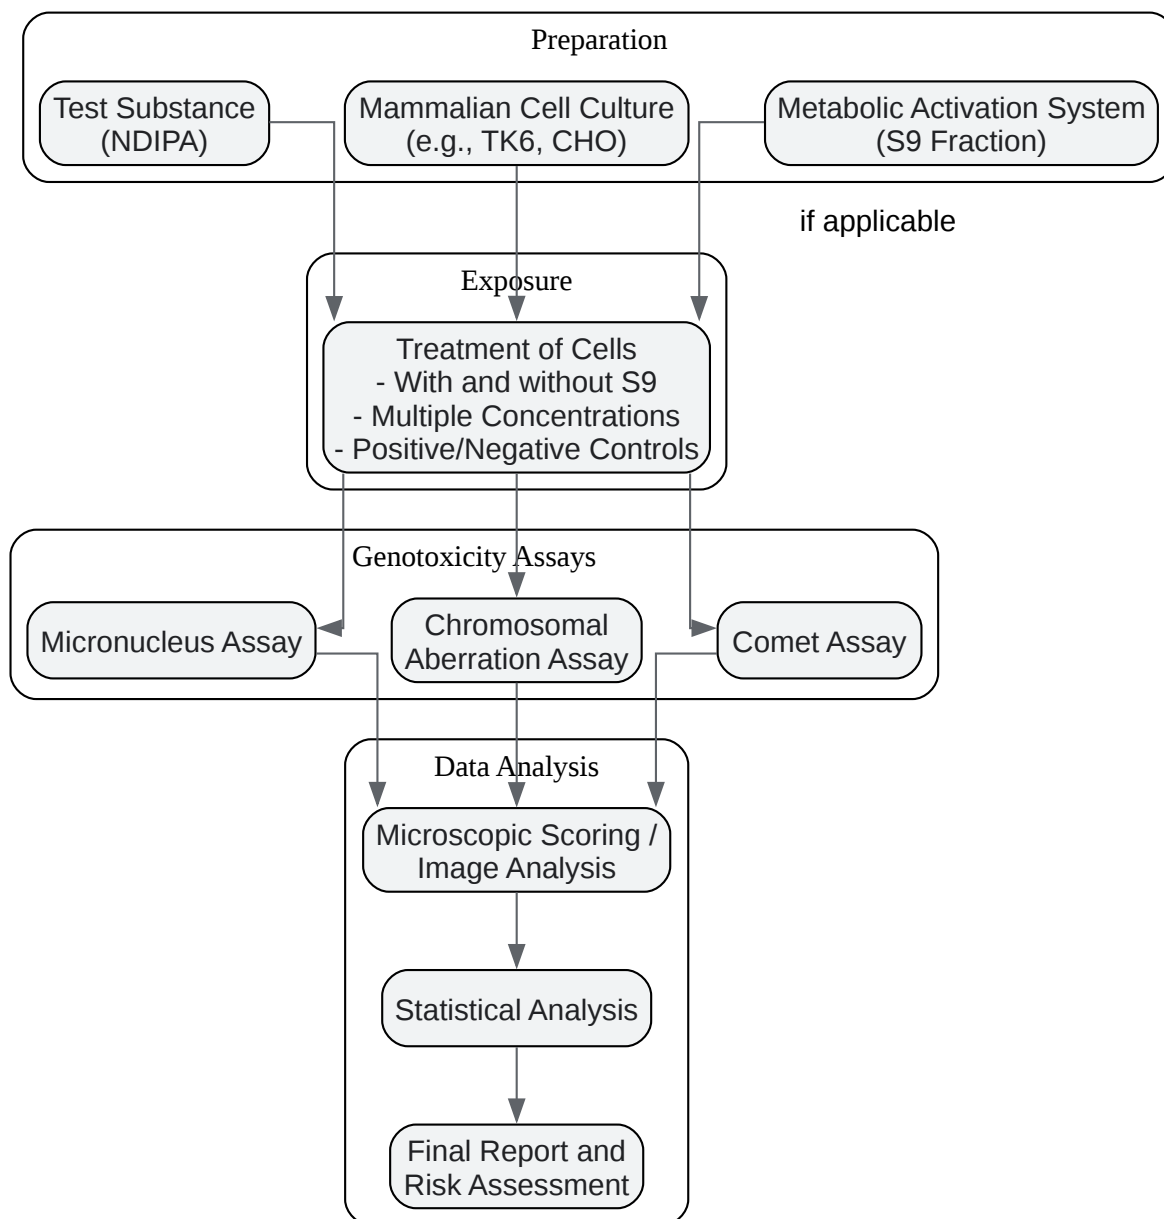 Preparation
Test Substance
(NDIPA)
Mammalian Cell Culture
(e.g., TK6, CHO)
Metabolic Activation System
(S9 Fraction)
if applicable
Exposure
Treatment of Cells
- With and without S9
- Multiple Concentrations
- Positive/Negative Controls
Genotoxicity Assays
Micronucleus Assay
Chromosomal
Aberration Assay
Comet Assay
Data Analysis
Microscopic Scoring /
Image Analysis
Statistical Analysis
Final Report and
Risk Assessment